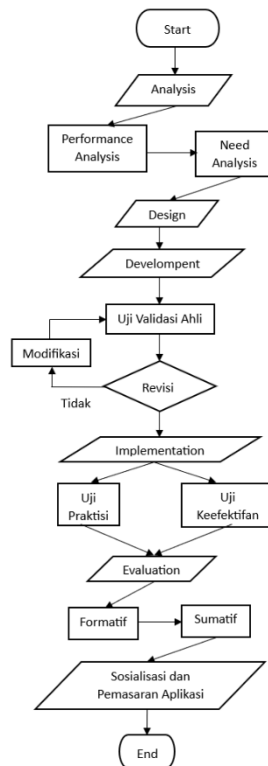 Start
Analysis
Performance
Analysis
Need
Analysis
Design
Develompent
Uji Validasi Ahli
Modifikasi
Revisi
Tidak
Implementation
Uji
Praktisi
Uji
Keefektifan
Evaluation
Formatif
Sumatif
Sosialisasi dan
Pemasaran Aplikasi
End